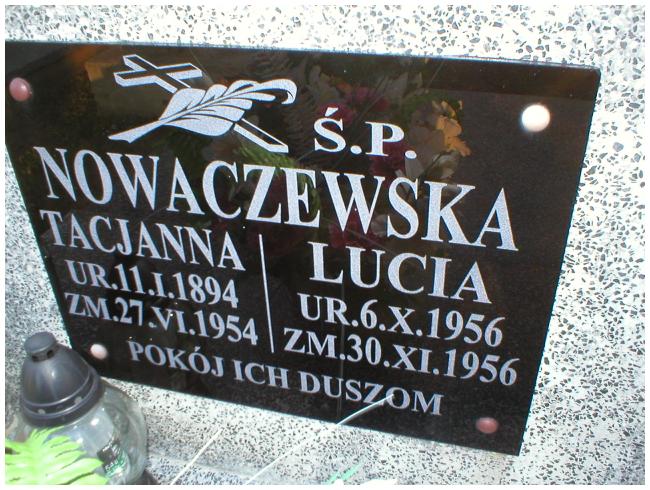 Ś.P.
NOWACZEWSKA
TACJANNA
UR.11.I.1894
ZM.27.VI.1954
LUCIA
UR.6.X.1956
ZM.30.XI.1956
POKÓJ ICH DUSZOM